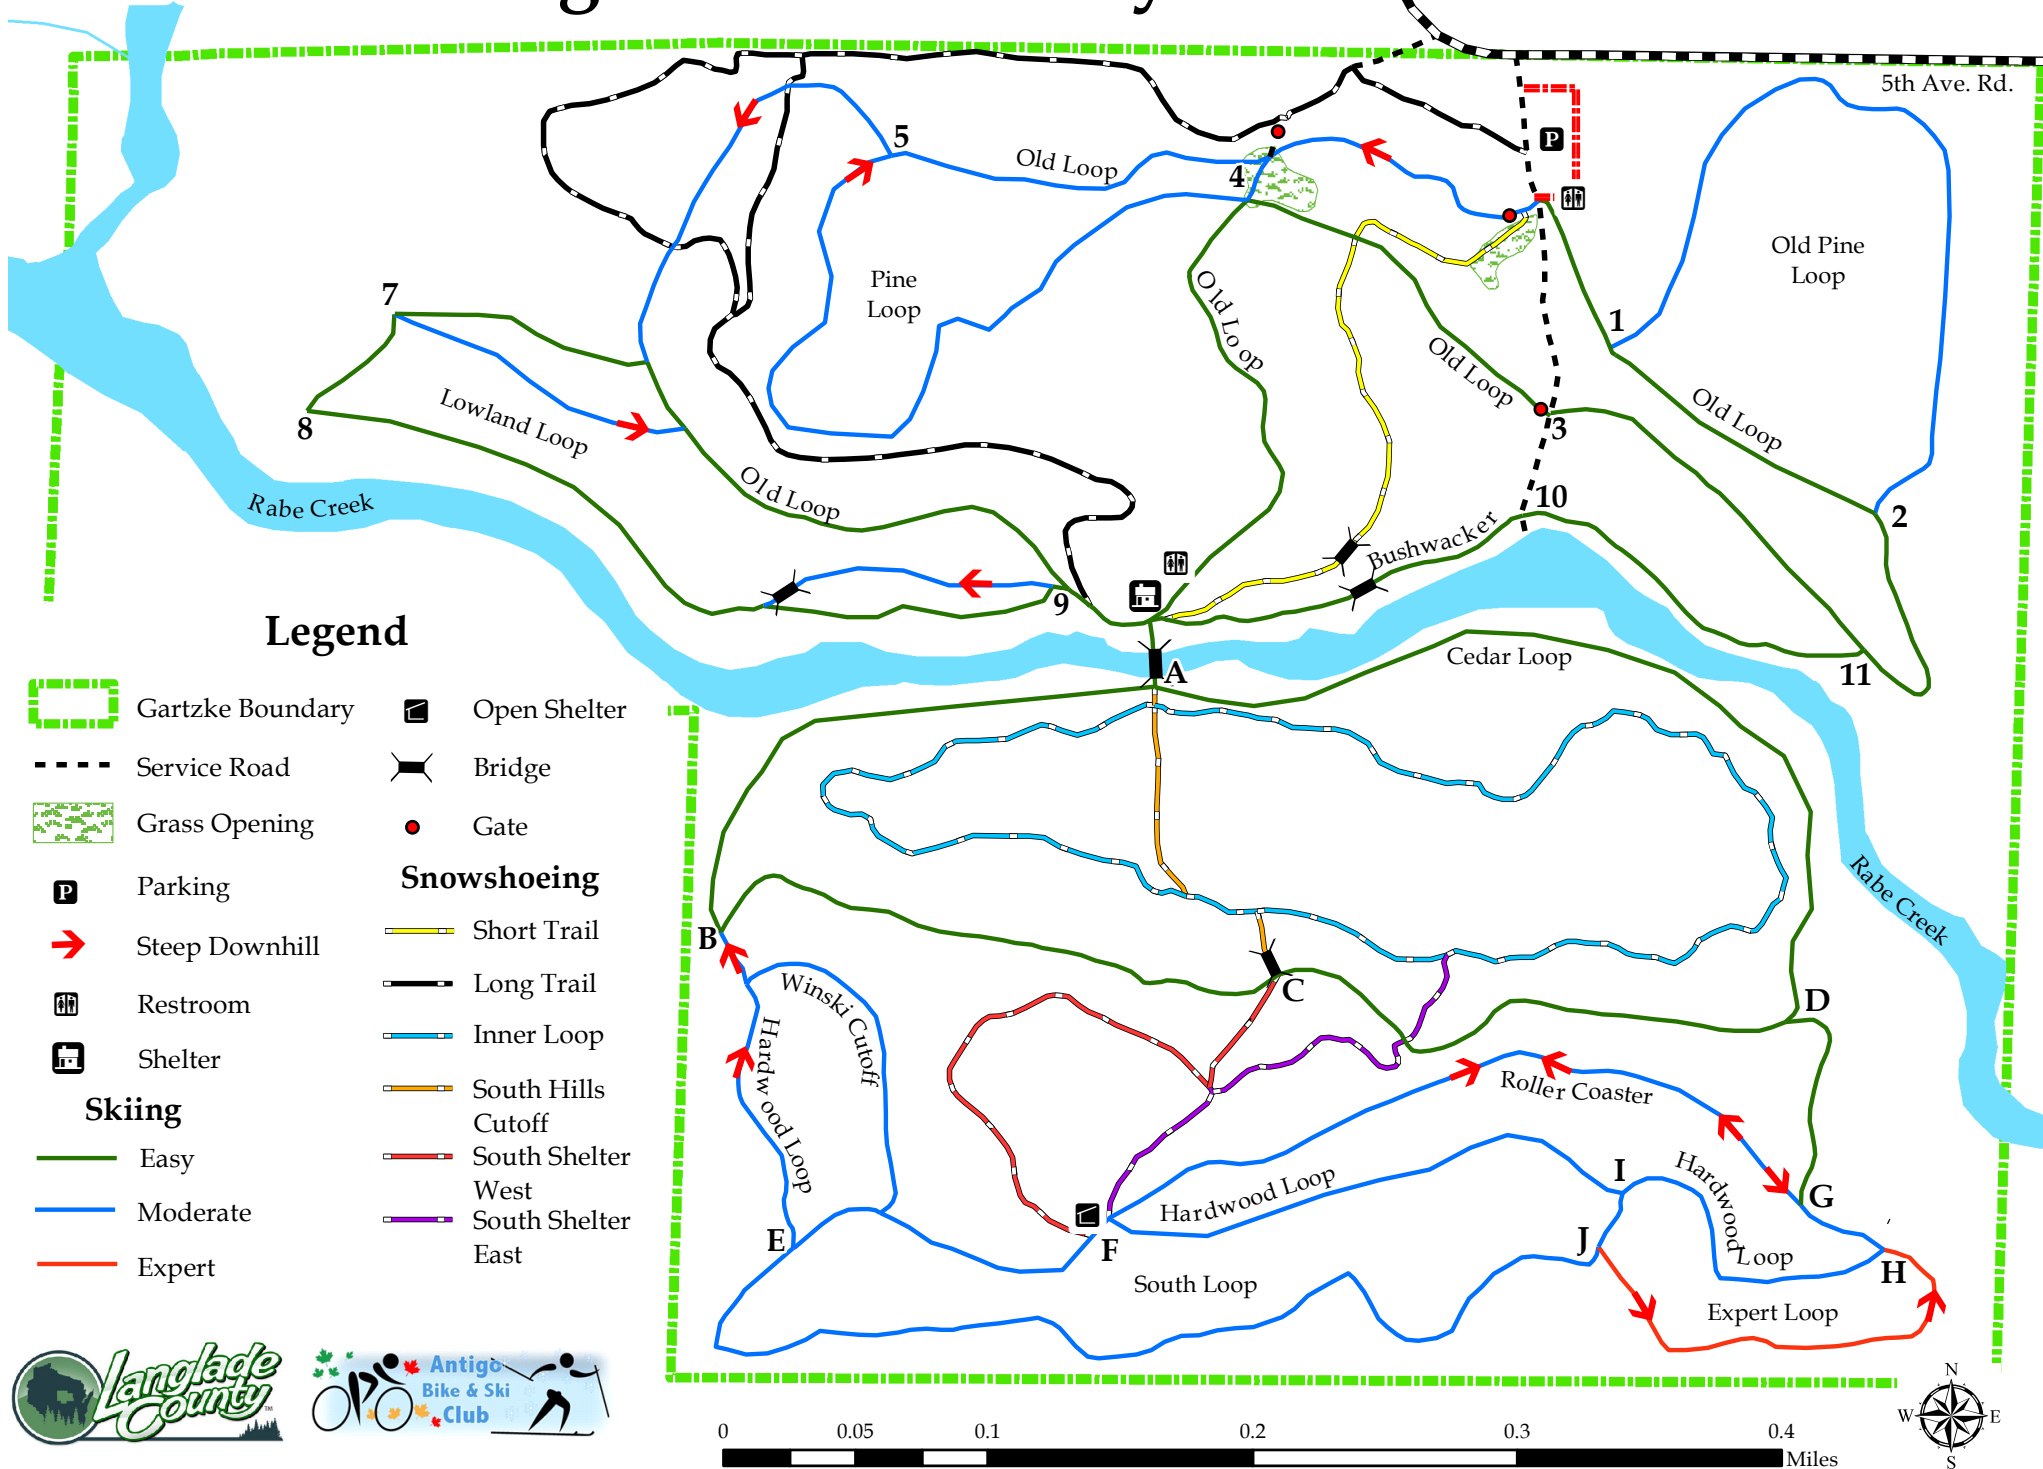 5th Ave. Rd.
P
5
Old Loop
4
Old Pine
Loop
Pine
Loop
7
Old Loop
1
Old Loop
Old Loop
8
Lowland Loop
3
Old Loop
10
2
Rabe Creek
Bushwacker
9
A
Cedar Loop
11
Legend
Gartzke Boundary
Open Shelter
Service Road
Bridge
Grass Opening
Gate
P
Parking
Snowshoeing
Steep Downhill
Short Trail
Restroom
Long Trail
Shelter
Inner Loop
Skiing
South Hills
Cutoff
Easy
South Shelter
West
Moderate
South Shelter
East
Expert
Rabe Creek
B
C
D
Winski Cutoff
Hardwood Loop
Roller Coaster
Hardwood Loop
I
Hardwood
Loop
G
E
F
J
H
South Loop
Expert Loop
Langlade
County
TM
Antigo
Bike & Ski
Club
0 0.05 0.1 0.2 0.3 0.4
Miles
N
W E
S